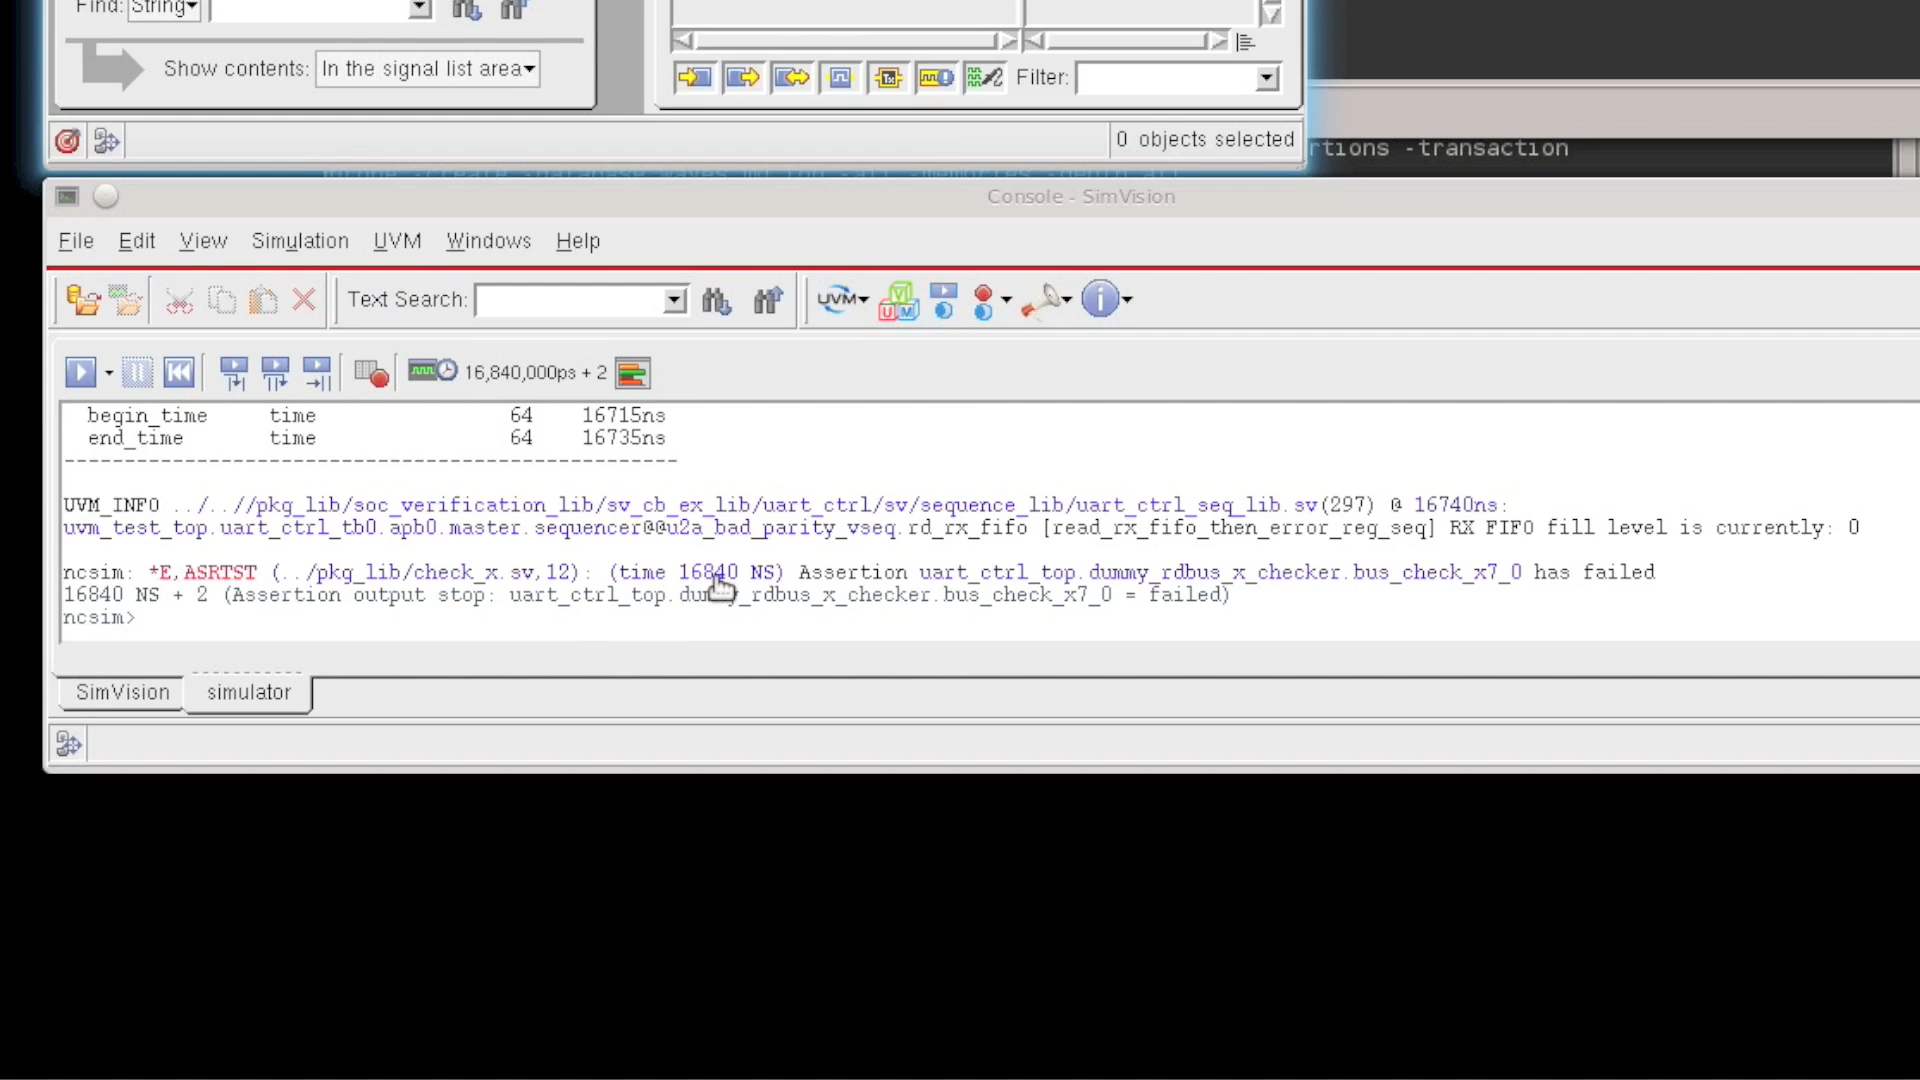 Find: String
Show contents: In the signal list area
Filter:
0 objects selected
rtions -transaction
Console - SimVision
File Edit View Simulation UVM Windows Help
Text Search:
UVM
16,840,000ps + 2
begin_time time 64 16715ns
end_time time 64 16735ns
-----------------------------------------------------
UVM_INFO ../..//pkg_lib/soc_verification_lib/sv_cb_ex_lib/uart_ctrl/sv/sequence_lib/uart_ctrl_seq_lib.sv(297) @ 16740ns:
uvm_test_top.uart_ctrl_tb0.apb0.master.sequencer@@u2a_bad_parity_vseq.rd_rx_fifo [read_rx_fifo_then_error_reg_seq] RX FIFO fill level is currently: 0
ncsim: *E,ASRTST (../pkg_lib/check_x.sv,12): (time 16840 NS) Assertion uart_ctrl_top.dummy_rdbus_x_checker.bus_check_x7_0 has failed
16840 NS + 2 (Assertion output stop: uart_ctrl_top.dummy_rdbus_x_checker.bus_check_x7_0 = failed)
ncsim>
SimVision simulator